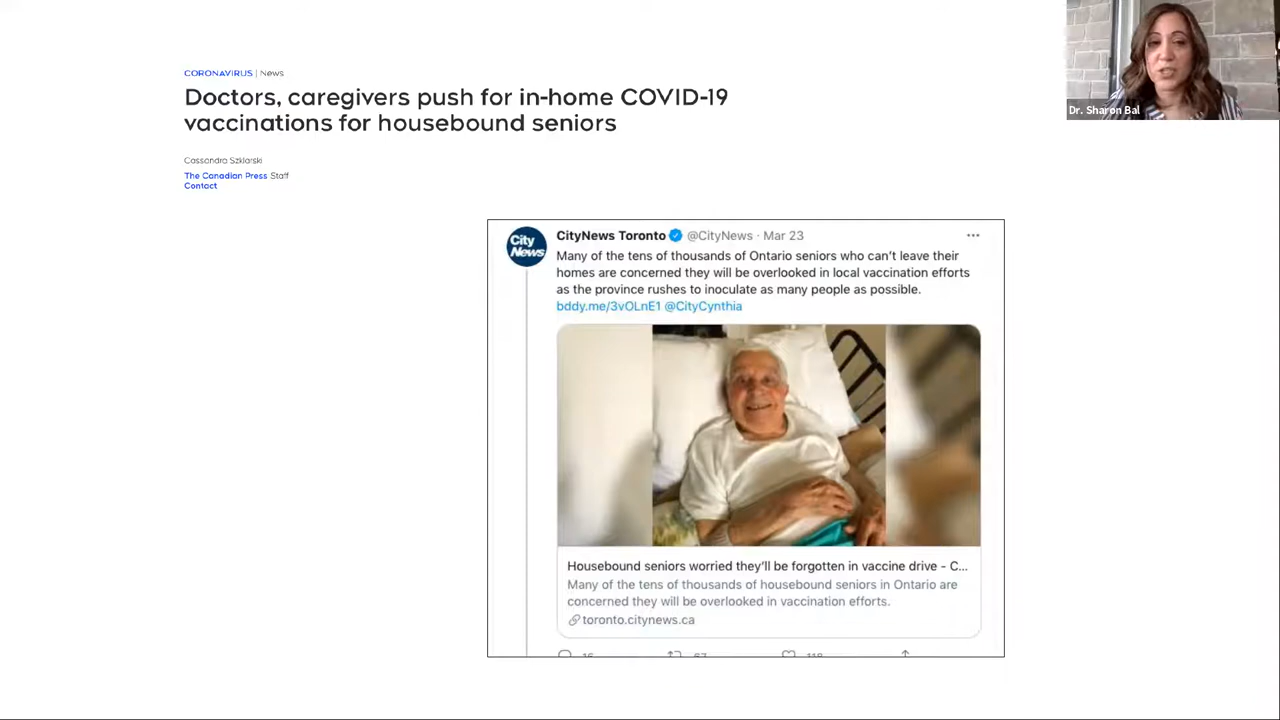 Dr. Sharon Bal
CORONAVIRUS | News
Doctors, caregivers push for in-home COVID-19
vaccinations for housebound seniors
Cassandra Szklarski
The Canadian Press Staff
Contact
City
News
CityNews Toronto @CityNews · Mar 23
Many of the tens of thousands of Ontario seniors who can't leave their
homes are concerned they will be overlooked in local vaccination efforts
as the province rushes to inoculate as many people as possible.
bddy.me/3vOLnE1 @CityCynthia
Housebound seniors worried they'll be forgotten in vaccine drive - C...
Many of the tens of thousands of housebound seniors in Ontario are
concerned they will be overlooked in vaccination efforts.
toronto.citynews.ca